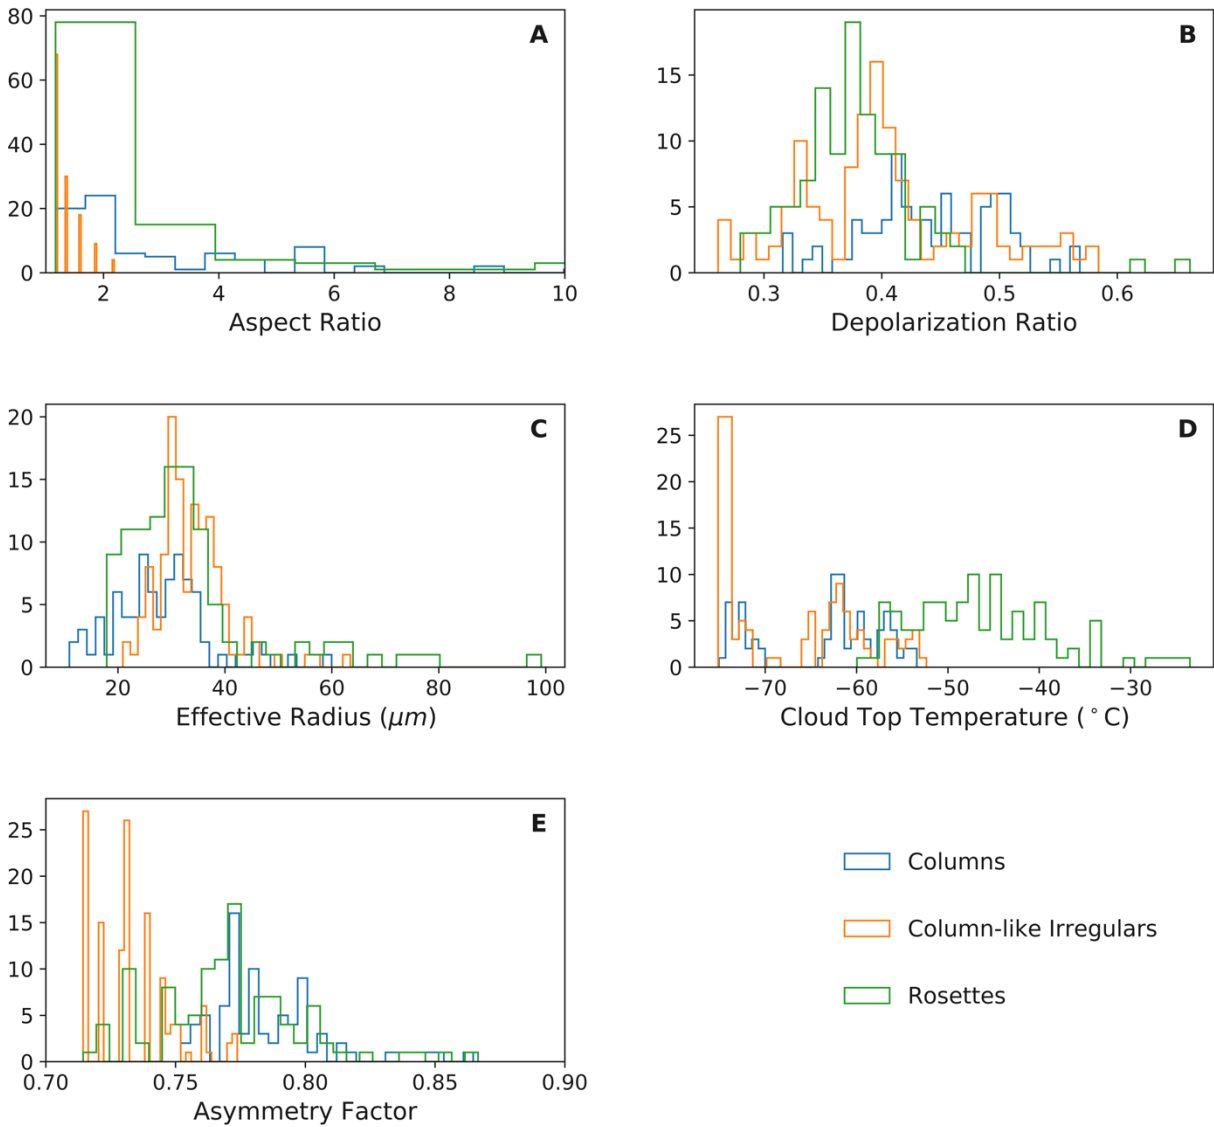 80
60
40
20
0
A
2 4 6 8 10
Aspect Ratio
15
10
5
0
B
0.3 0.4 0.5 0.6
Depolarization Ratio
20
15
10
5
0
C
20 40 60 80 100
Effective Radius (μm)
25
20
15
10
5
0
D
−70 −60 −50 −40 −30
Cloud Top Temperature (°C)
25
20
15
10
5
0
E
0.70 0.75 0.80 0.85 0.90
Asymmetry Factor
Columns
Column-like Irregulars
Rosettes